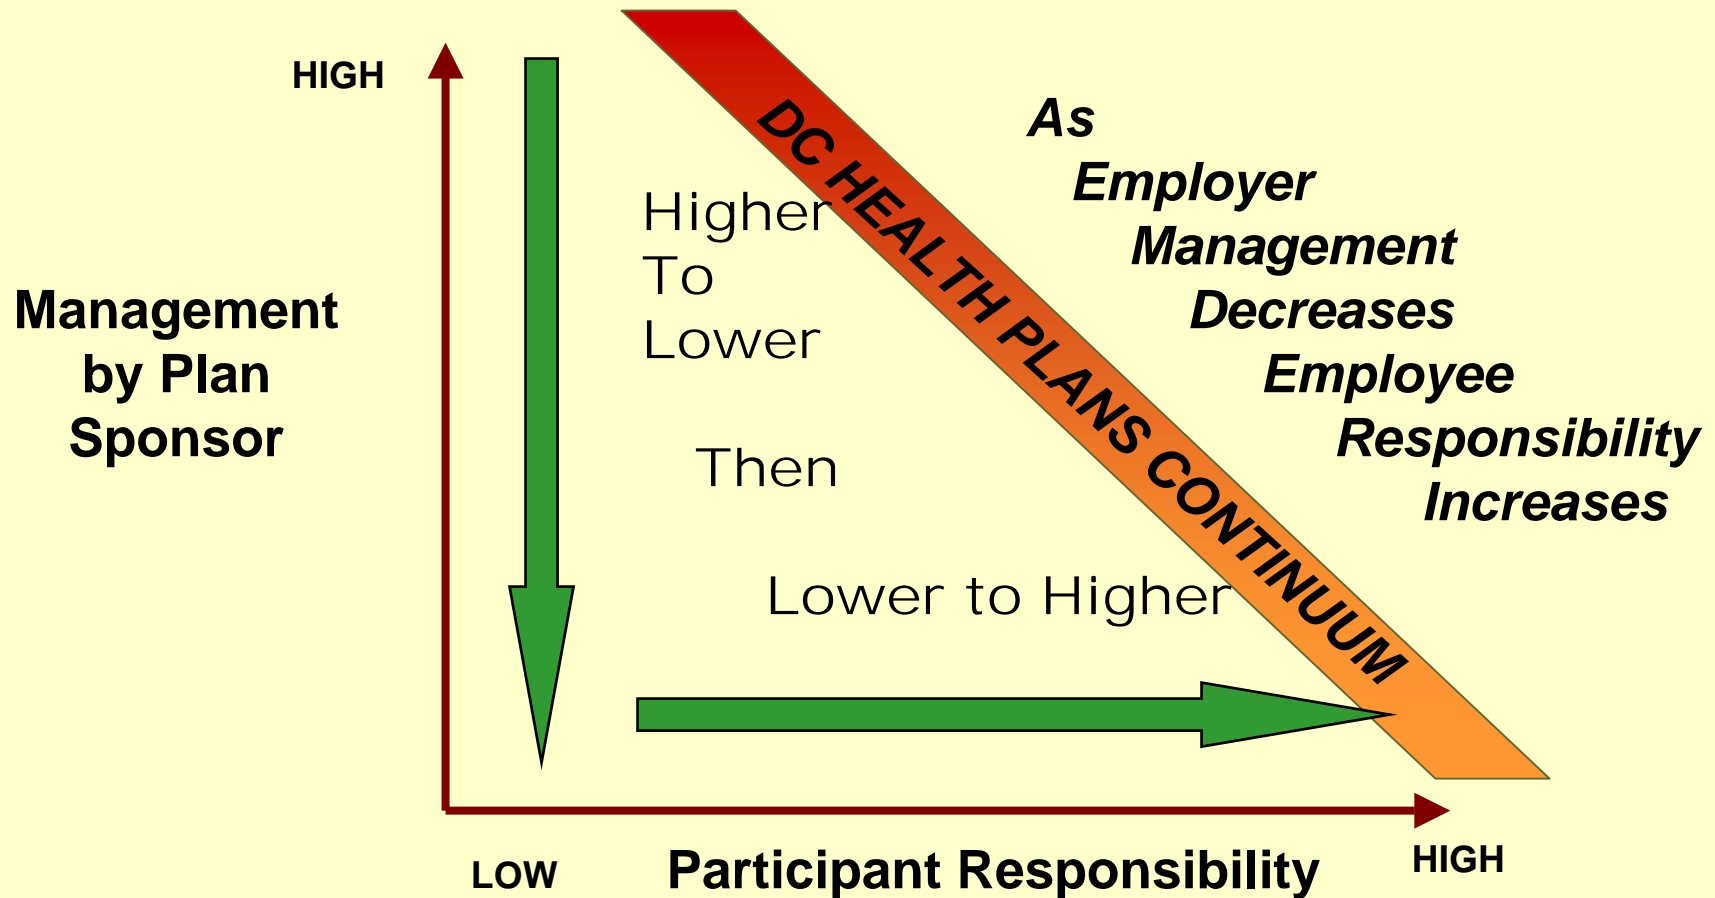 HIGH
Management
by Plan
Sponsor
Higher
To
Lower
Then
Lower to Higher
DC HEALTH PLANS CONTINUUM
As
Employer
Management
Decreases
Employee
Responsibility
Increases
LOW
Participant Responsibility
HIGH